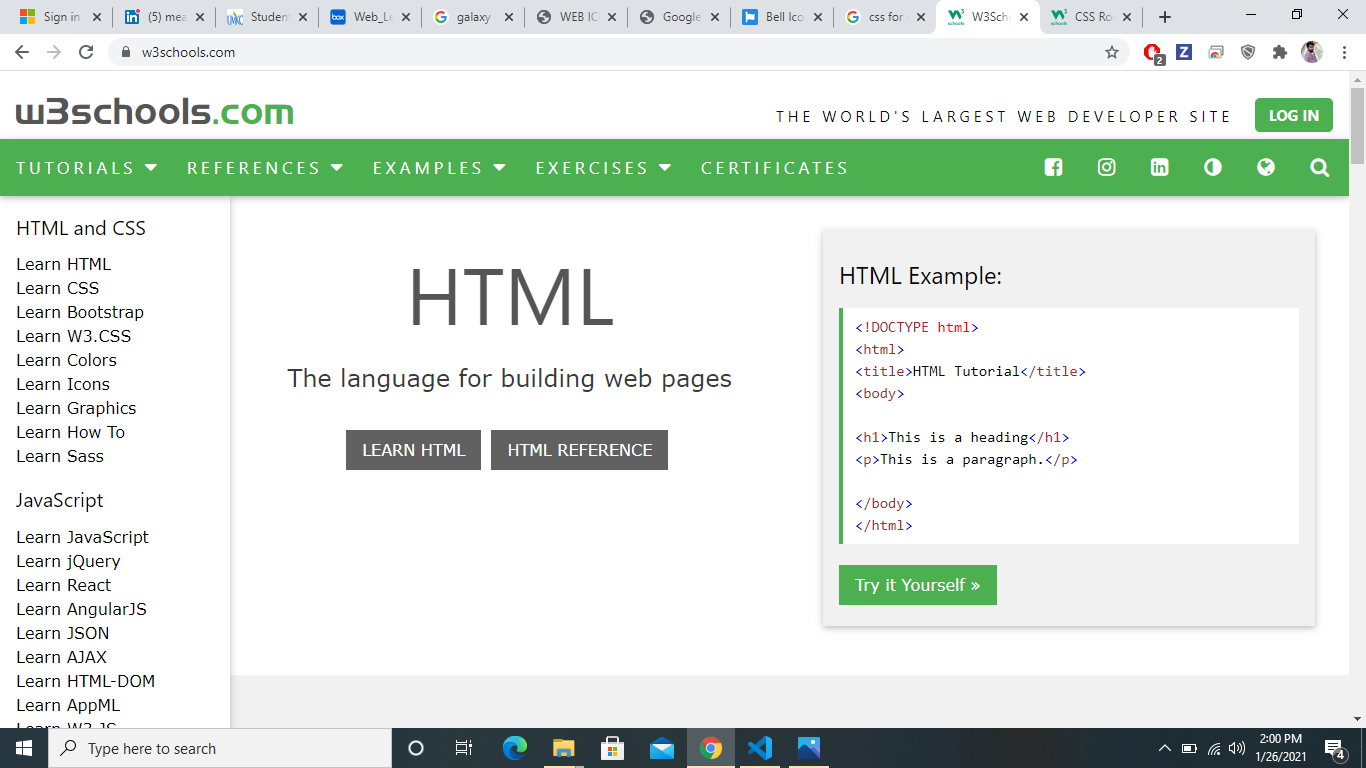 Sign in
(5) mea
Student
Web_Le
galaxy
WEB IC
Google
Bell Ico
css for
W3Sch
CSS Ro
w3schools.com
2
w3schools.com
THE WORLD'S LARGEST WEB DEVELOPER SITE
LOG IN
TUTORIALS REFERENCES EXAMPLES EXERCISES CERTIFICATES
HTML and CSS
Learn HTML
Learn CSS
Learn Bootstrap
Learn W3.CSS
Learn Colors
Learn Icons
Learn Graphics
Learn How To
Learn Sass
JavaScript
Learn JavaScript
Learn jQuery
Learn React
Learn AngularJS
Learn JSON
Learn AJAX
Learn HTML-DOM
Learn AppML
Learn W3.JS
HTML
The language for building web pages
LEARN HTML
HTML REFERENCE
HTML Example:
<!DOCTYPE html>
<html>
<title>HTML Tutorial</title>
<body>
<h1>This is a heading</h1>
<p>This is a paragraph.</p>
</body>
</html>
Try it Yourself »
Type here to search
2:00 PM
1/26/2021
4